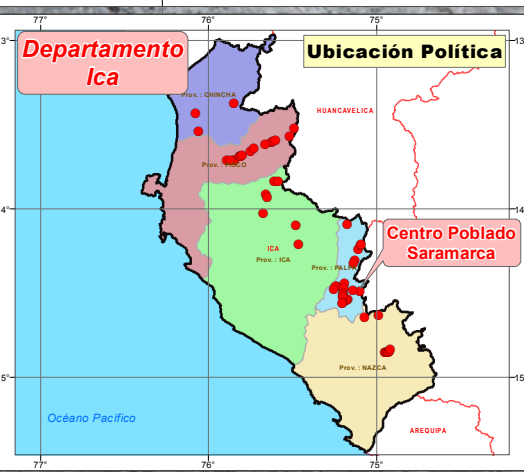 77°
76°
75°
Departamento
Ica
Ubicación Política
3°
13
Prov. : CHINCHA
HUANCAVELICA
Prov. : PISCO
4°
14
Centro Poblado
Saramarca
ICA
Prov. : ICA
Prov. : PALPA
5°
15
Prov. : NAZCA
Océano Pacífico
AREQUIPA
77°
76°
75°